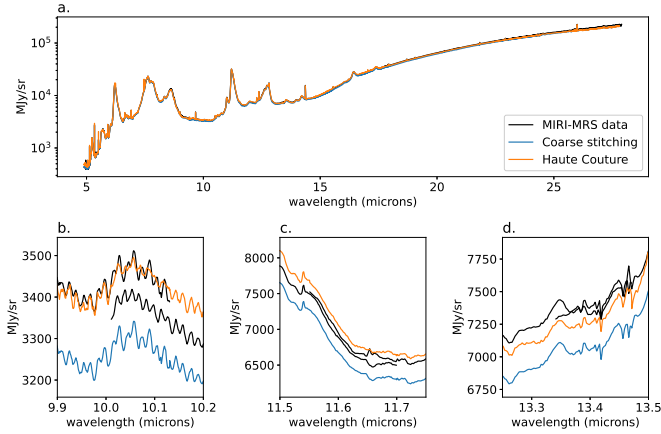 a.
MJy/sr
10⁵
10⁴
10³
MIRI-MRS data
Coarse stitching
Haute Couture
5 10 15 20 25
wavelength (microns)
b.
MJy/sr
3500
3400
3300
3200
9.9 10.0 10.1 10.2
wavelength (microns)
c.
MJy/sr
8000
7500
7000
6500
11.5 11.6 11.7
wavelength (microns)
d.
MJy/sr
7750
7500
7250
7000
6750
13.3 13.4 13.5
wavelength (microns)